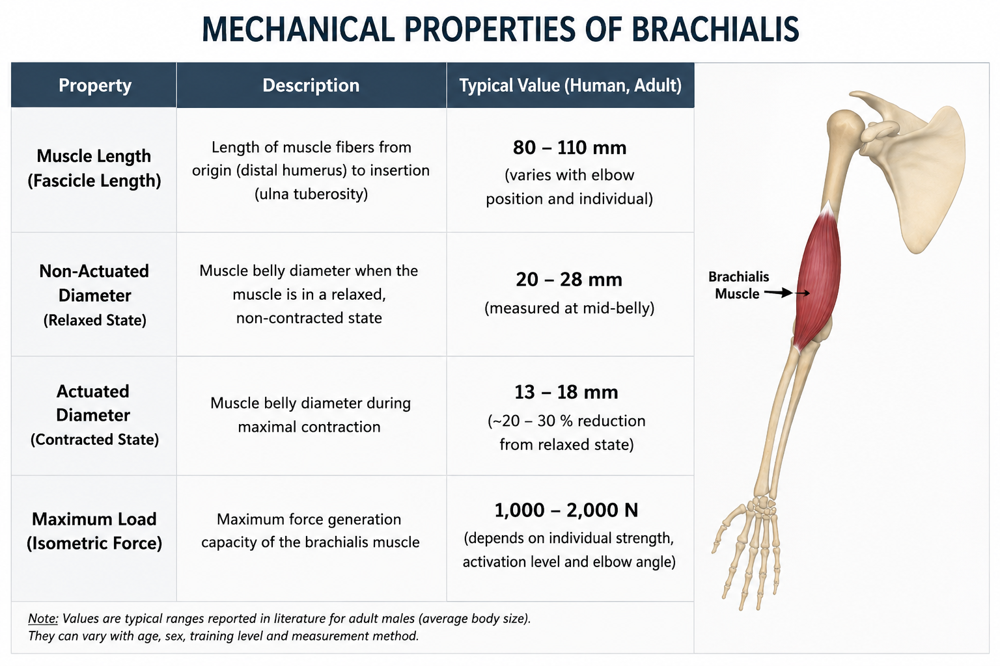 MECHANICAL PROPERTIES OF BRACHIALIS
Property
Description
Typical Value (Human, Adult)
Muscle Length
(Fascicle Length)
Length of muscle fibers from
origin (distal humerus) to insertion
(ulna tuberosity)
80 – 110 mm
(varies with elbow
position and individual)
Non-Actuated
Diameter
(Relaxed State)
Muscle belly diameter when the
muscle is in a relaxed,
non-contracted state
20 – 28 mm
(measured at mid-belly)
Actuated
Diameter
(Contracted State)
Muscle belly diameter during
maximal contraction
13 – 18 mm
(~20 – 30 % reduction
from relaxed state)
Maximum Load
(Isometric Force)
Maximum force generation
capacity of the brachialis muscle
1,000 – 2,000 N
(depends on individual strength,
activation level and elbow angle)
Note: Values are typical ranges reported in literature for adult males (average body size).
They can vary with age, sex, training level and measurement method.
Brachialis
Muscle